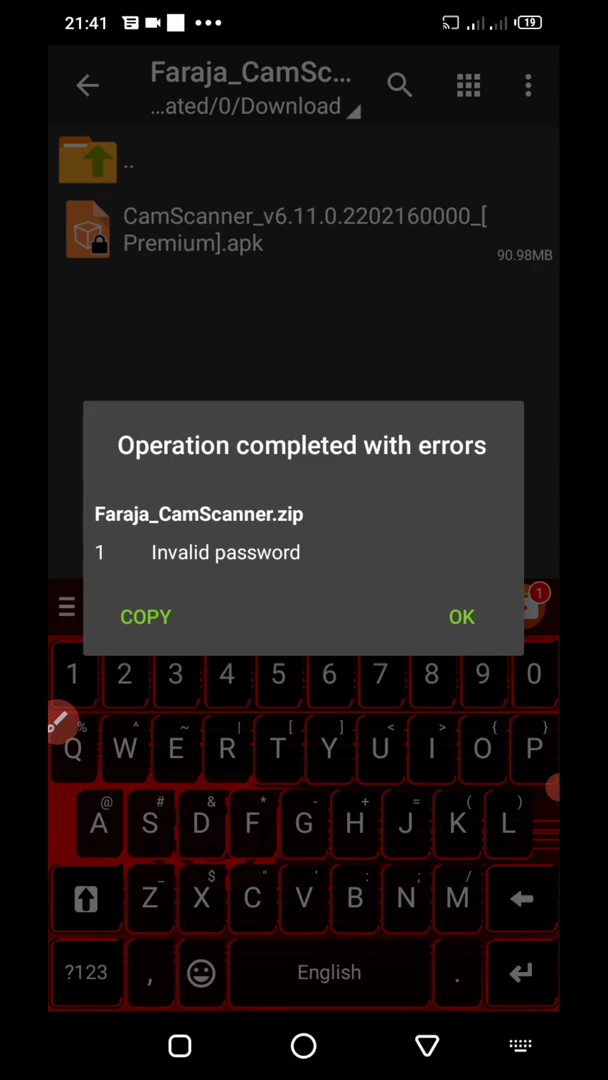 21:41
19
Faraja_CamSc...
...ated/0/Download
..
CamScanner_v6.11.0.2202160000_[
Premium].apk
90.98MB
Operation completed with errors
Faraja_CamScanner.zip
1 Invalid password
COPY OK
1
1 2 3 4 5 6 7 8 9 0
% ^ ~ | [ ] < > { }
Q W E R T Y U I O P
@ # & * - + = ( )
A S D F G H J K L
_ $ " ' : ; /
Z X C V B N M
?123 , English .